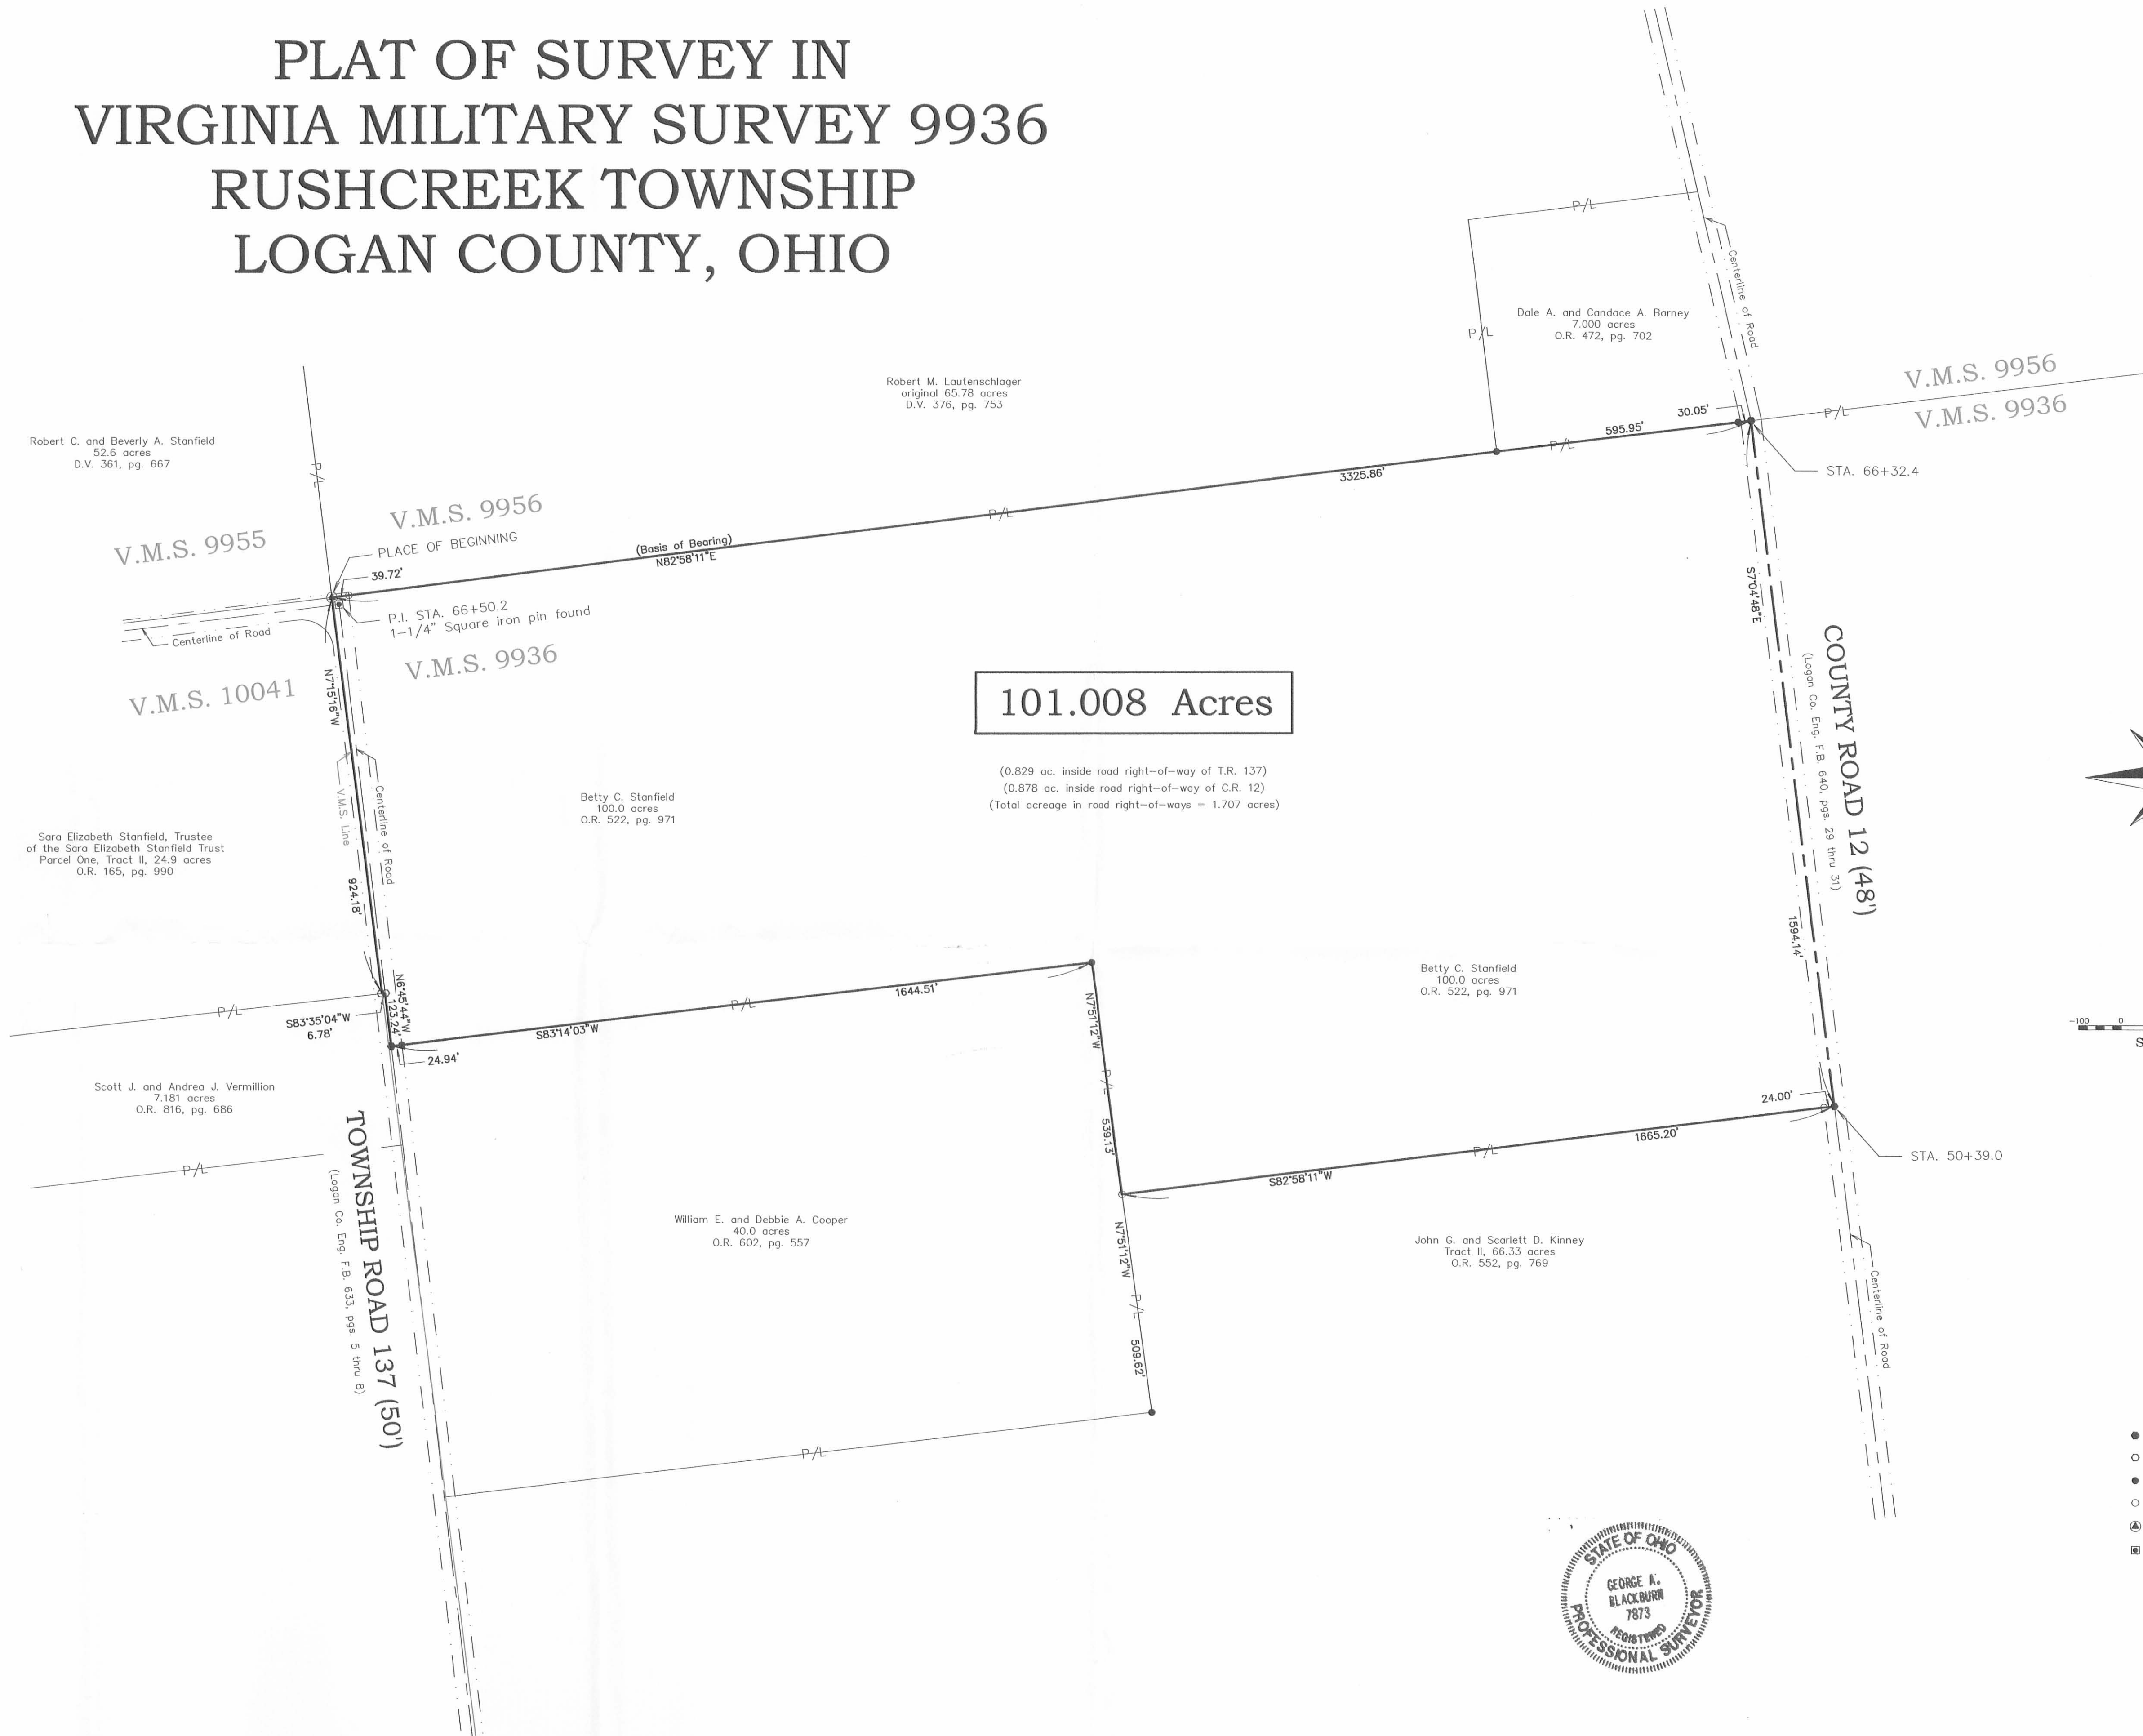 PLAT OF SURVEY IN
VIRGINIA MILITARY SURVEY 9936
RUSHCREEK TOWNSHIP
LOGAN COUNTY, OHIO
P/L
Centerline of Road
Dale A. and Candace A. Barney
7.000 acres
O.R. 472, pg. 702
P/L
Robert M. Lautenschlager
original 65.78 acres
D.V. 376, pg. 753
V.M.S. 9956
P/L
V.M.S. 9936
30.05'
595.95'
P/L
3325.86'
STA. 66+32.4
Robert C. and Beverly A. Stanfield
52.6 acres
D.V. 361, pg. 667
P/L
V.M.S. 9955
V.M.S. 9956
PLACE OF BEGINNING
39.72'
(Basis of Bearing)
N82°58'11"E
P/L
P.I. STA. 66+50.2
1-1/4" Square iron pin found
Centerline of Road
V.M.S. 9936
V.M.S. 10041
N7°15'16"W
S7°04'48"E
101.008 Acres
(0.829 ac. inside road right-of-way of T.R. 137)
(0.878 ac. inside road right-of-way of C.R. 12)
(Total acreage in road right-of-ways = 1.707 acres)
COUNTY ROAD 12 (48')
(Logan Co. Eng. F.B. 640, pgs. 29 thru 31)
Betty C. Stanfield
100.0 acres
O.R. 522, pg. 971
V.M.S. Line
Centerline of Road
Sara Elizabeth Stanfield, Trustee
of the Sara Elizabeth Stanfield Trust
Parcel One, Tract II, 24.9 acres
O.R. 165, pg. 990
924.18'
1594.14'
Betty C. Stanfield
100.0 acres
O.R. 522, pg. 971
P/L
S83°35'04"W
6.78'
N6°45'44"W
123.24'
24.94'
S83°14'03"W
P/L
1644.51'
N7°51'12"W
P/L
539.13'
-100 0
S
Scott J. and Andrea J. Vermillion
7.181 acres
O.R. 816, pg. 686
P/L
24.00'
1665.20'
P/L
S82°58'11"W
STA. 50+39.0
TOWNSHIP ROAD 137 (50')
(Logan Co. Eng. F.B. 633, pgs. 5 thru 8)
William E. and Debbie A. Cooper
40.0 acres
O.R. 602, pg. 557
N7°51'12"W
P/L
509.62'
John G. and Scarlett D. Kinney
Tract II, 66.33 acres
O.R. 552, pg. 769
Centerline of Road
P/L
STATE OF OHIO
GEORGE A.
BLACKBURN
7873
REGISTERED
PROFESSIONAL SURVEYOR